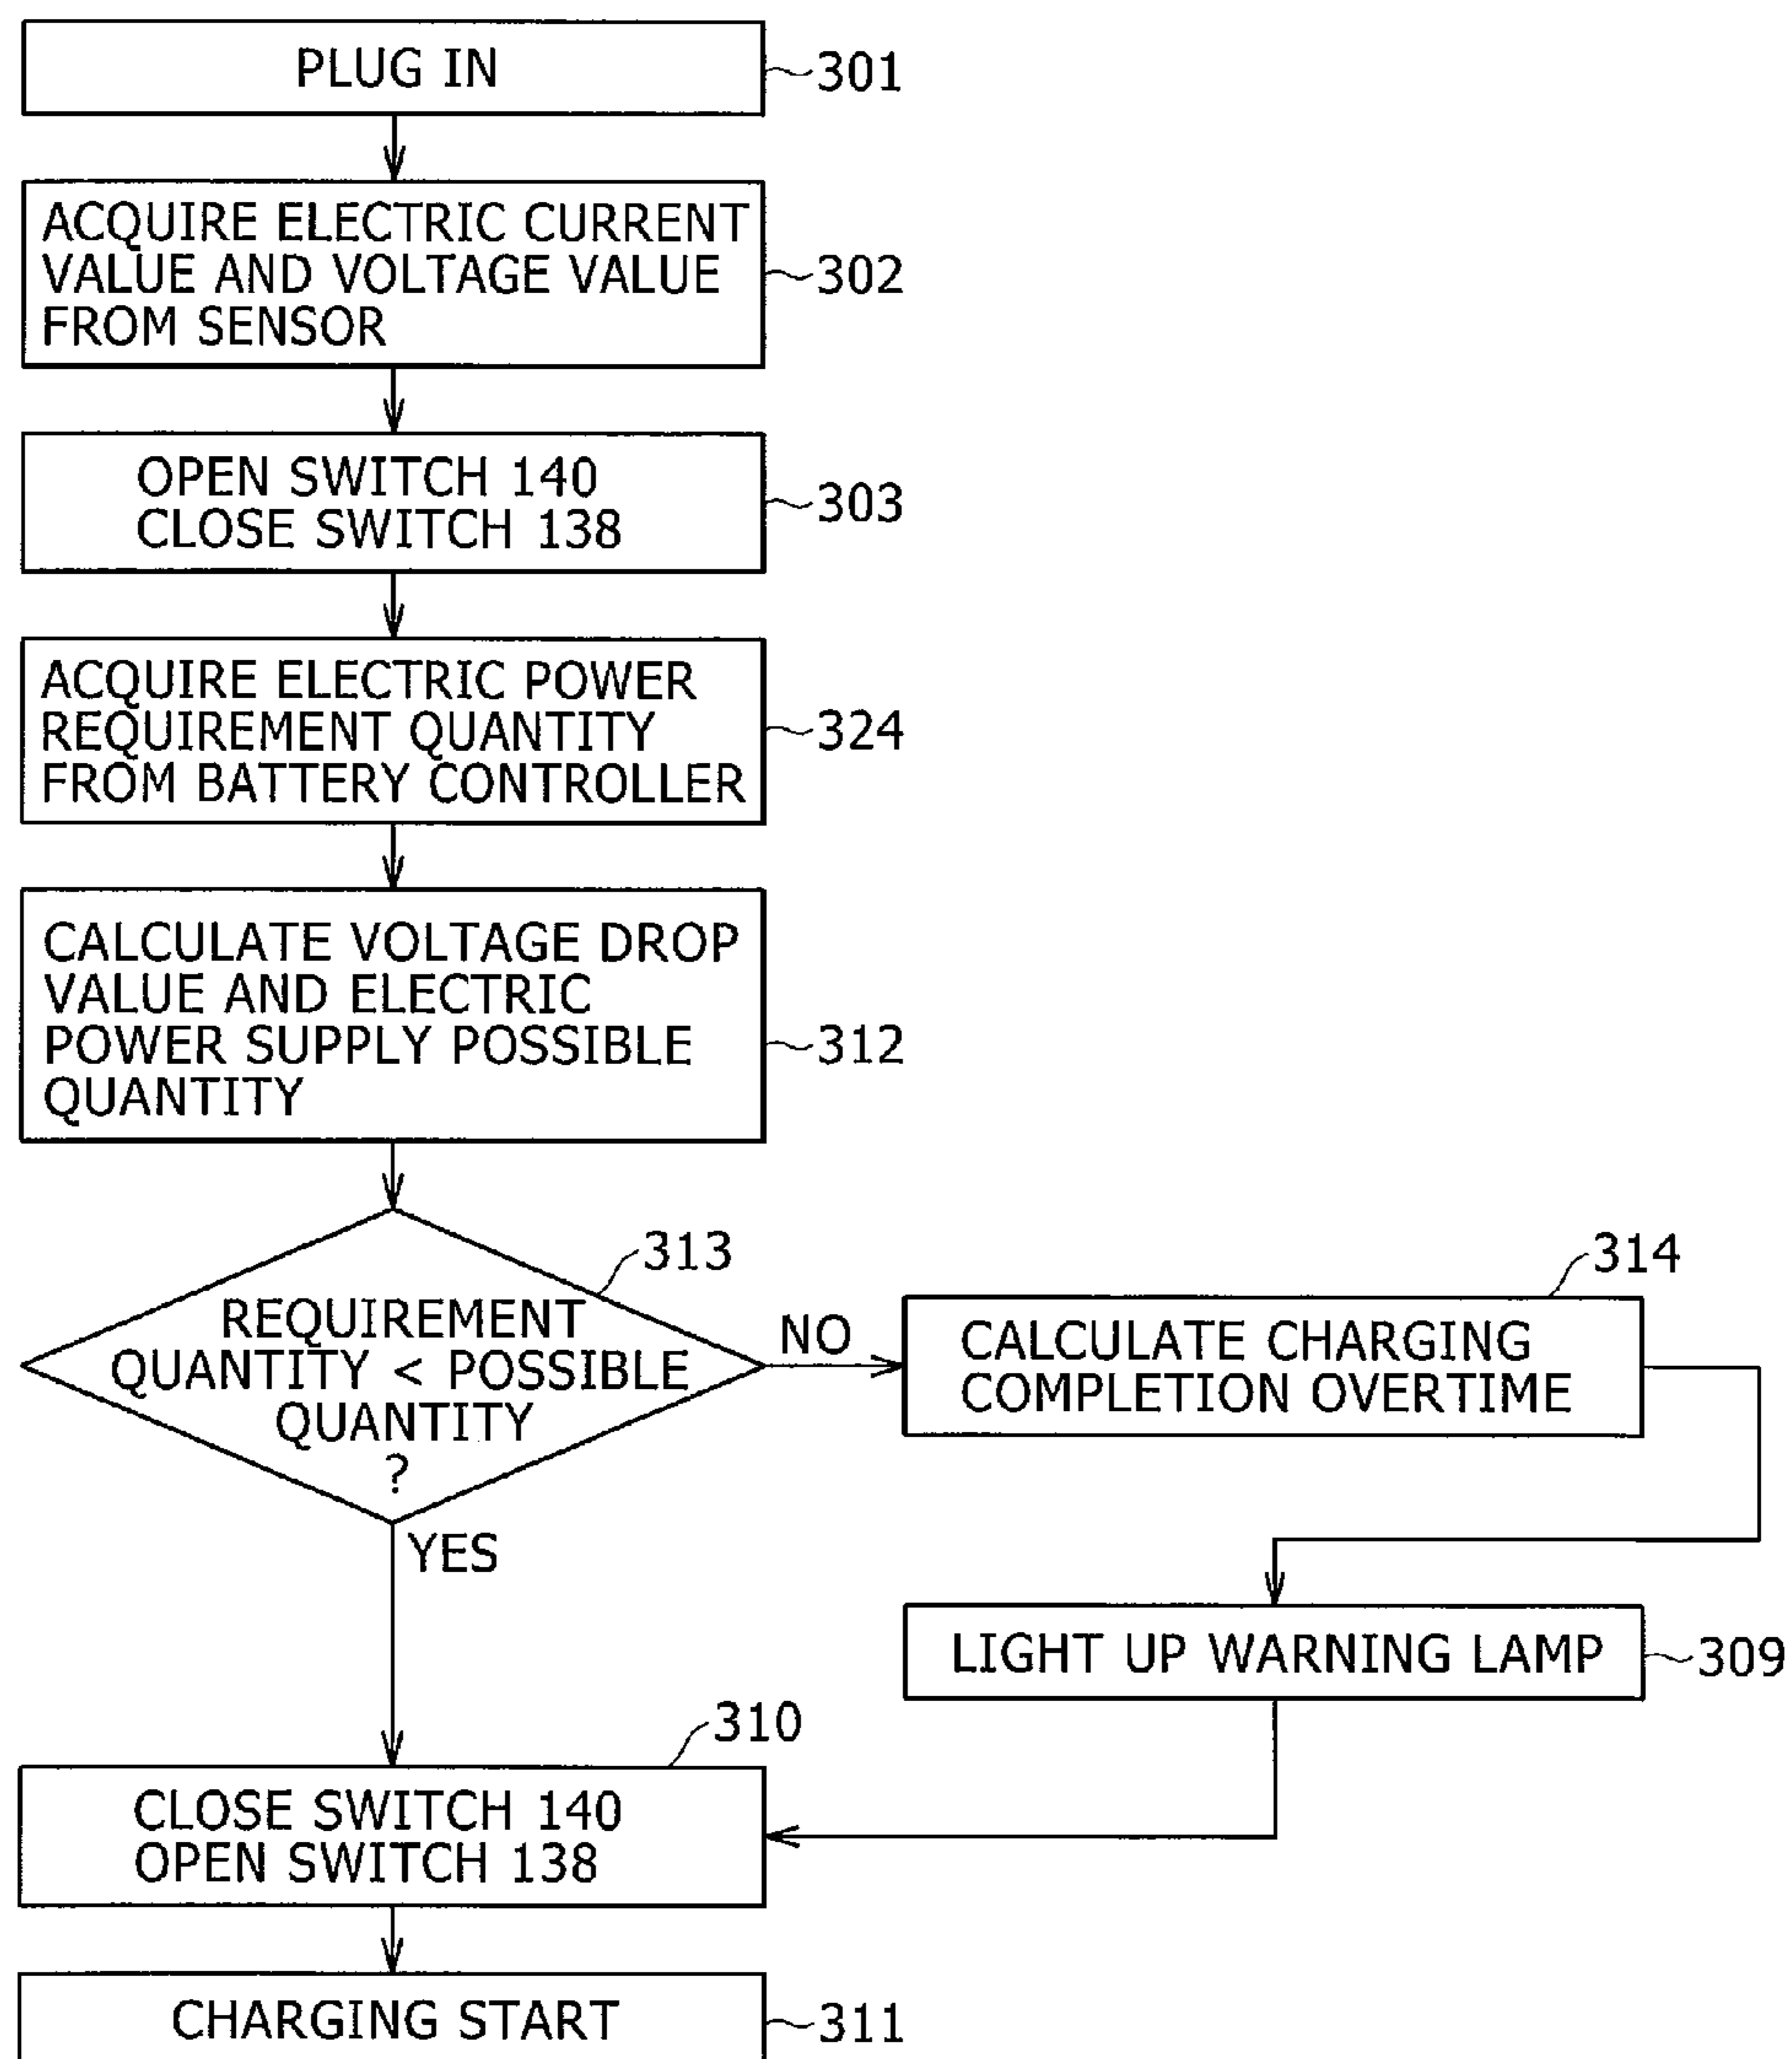 PLUG IN
301
ACQUIRE ELECTRIC CURRENT
VALUE AND VOLTAGE VALUE
FROM SENSOR
302
OPEN SWITCH 140
CLOSE SWITCH 138
303
ACQUIRE ELECTRIC POWER
REQUIREMENT QUANTITY
FROM BATTERY CONTROLLER
324
CALCULATE VOLTAGE DROP
VALUE AND ELECTRIC
POWER SUPPLY POSSIBLE
QUANTITY
312
313
REQUIREMENT
QUANTITY < POSSIBLE
QUANTITY
?
NO
YES
314
CALCULATE CHARGING
COMPLETION OVERTIME
LIGHT UP WARNING LAMP
309
310
CLOSE SWITCH 140
OPEN SWITCH 138
CHARGING START
311